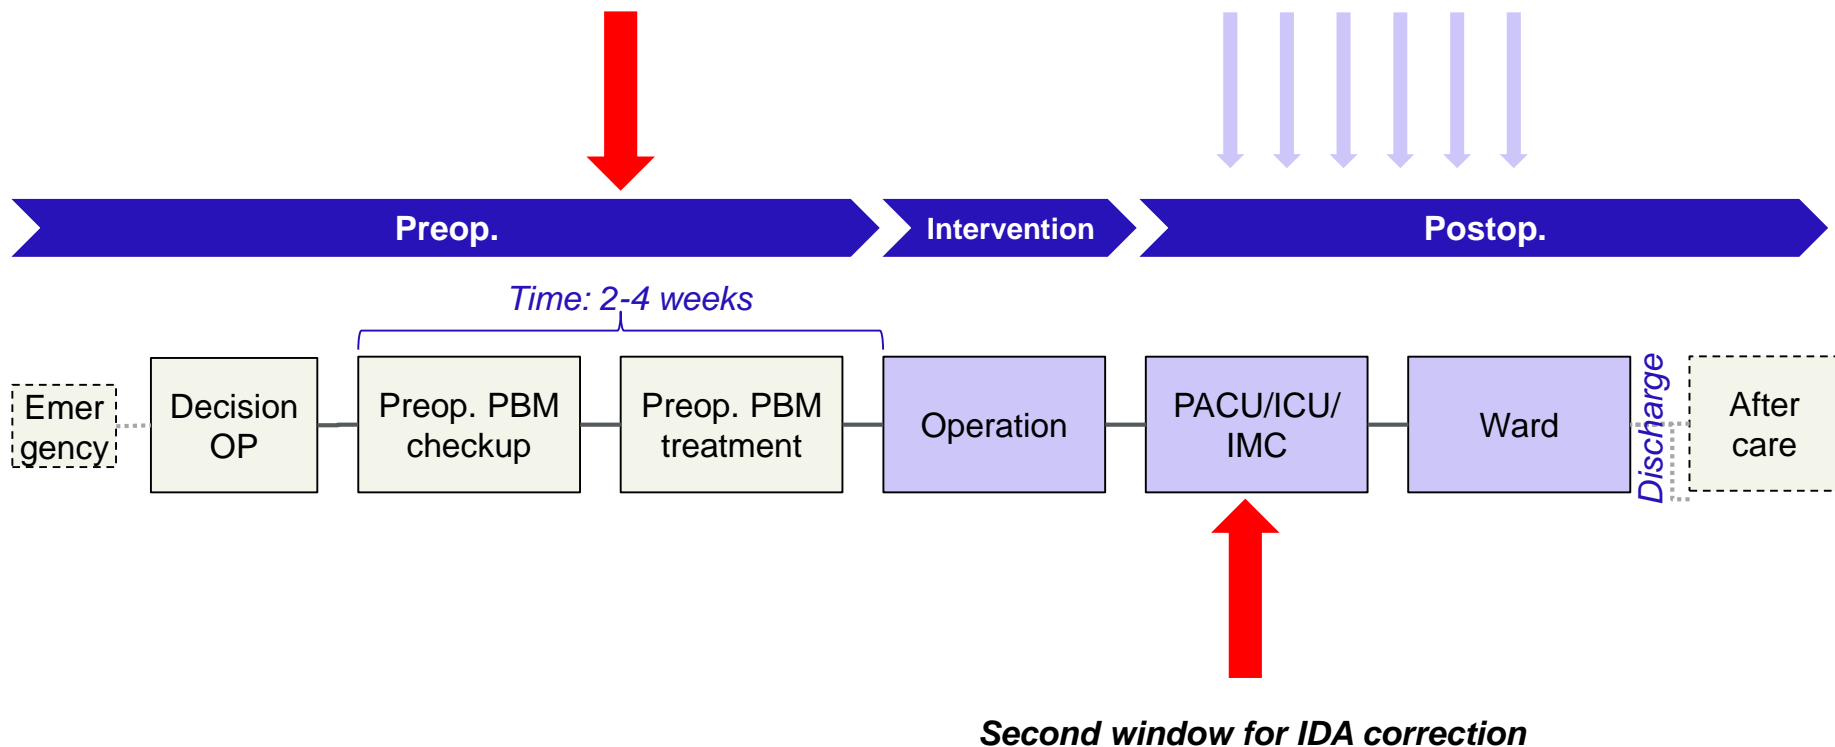 Preop.
Intervention
Postop.
Time: 2-4 weeks
Emer
gency
Decision
OP
Preop. PBM
checkup
Preop. PBM
treatment
Operation
PACU/ICU/
IMC
Ward
Discharge
After
care
Second window for IDA correction